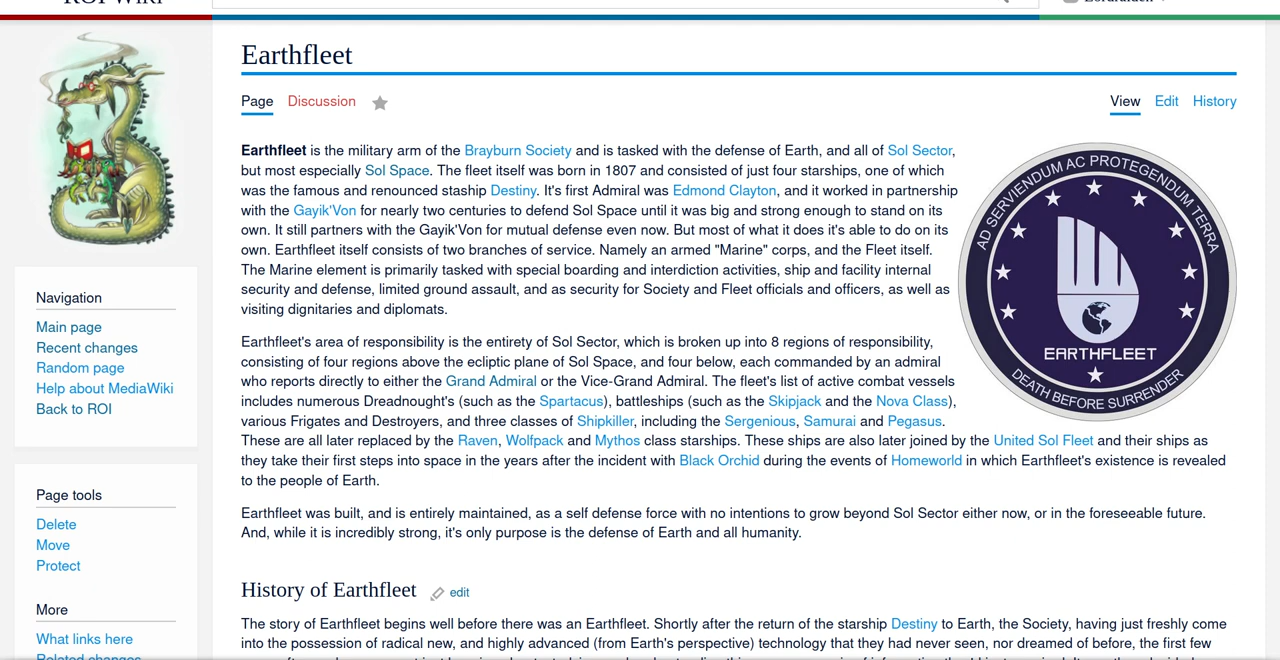 Earthfleet
Page Discussion
View Edit History
Earthfleet is the military arm of the Brayburn Society and is tasked with the defense of Earth, and all of Sol Sector,
but most especially Sol Space. The fleet itself was born in 1807 and consisted of just four starships, one of which
was the famous and renounced staship Destiny. It's first Admiral was Edmond Clayton, and it worked in partnership
with the Gayik'Von for nearly two centuries to defend Sol Space until it was big and strong enough to stand on its
own. It still partners with the Gayik'Von for mutual defense even now. But most of what it does it's able to do on its
own. Earthfleet itself consists of two branches of service. Namely an armed "Marine" corps, and the Fleet itself.
The Marine element is primarily tasked with special boarding and interdiction activities, ship and facility internal
security and defense, limited ground assault, and as security for Society and Fleet officials and officers, as well as
visiting dignitaries and diplomats.
AD SERVIENDUM AC PROTEGENDUM TERRA
EARTHFLEET
DEATH BEFORE SURRENDER
Earthfleet's area of responsibility is the entirety of Sol Sector, which is broken up into 8 regions of responsibility,
consisting of four regions above the ecliptic plane of Sol Space, and four below, each commanded by an admiral
who reports directly to either the Grand Admiral or the Vice-Grand Admiral. The fleet's list of active combat vessels
includes numerous Dreadnought's (such as the Spartacus), battleships (such as the Skipjack and the Nova Class),
various Frigates and Destroyers, and three classes of Shipkiller, including the Sergenious, Samurai and Pegasus.
These are all later replaced by the Raven, Wolfpack and Mythos class starships. These ships are also later joined by the United Sol Fleet and their ships as
they take their first steps into space in the years after the incident with Black Orchid during the events of Homeworld in which Earthfleet's existence is revealed
to the people of Earth.
Earthfleet was built, and is entirely maintained, as a self defense force with no intentions to grow beyond Sol Sector either now, or in the foreseeable future.
And, while it is incredibly strong, it's only purpose is the defense of Earth and all humanity.
History of Earthfleet edit
The story of Earthfleet begins well before there was an Earthfleet. Shortly after the return of the starship Destiny to Earth, the Society, having just freshly come
into the possession of radical new, and highly advanced (from Earth's perspective) technology that they had never seen, nor dreamed of before, the first few
Navigation
Main page
Recent changes
Random page
Help about MediaWiki
Back to ROI
Page tools
Delete
Move
Protect
More
What links here
Related changes